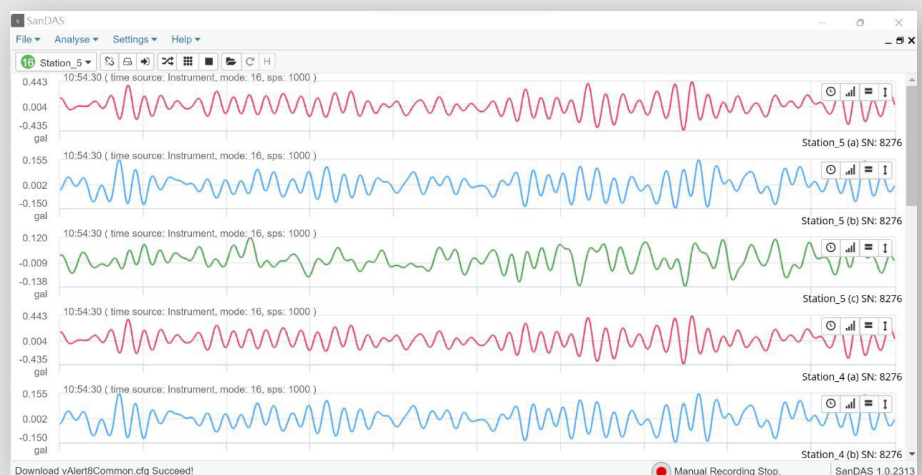 SanDAS
File Analyse Settings Help
16 Station_5
H
10:54:30 ( time source: Instrument, mode: 16, sps: 1000 )
0.443
0.004
-0.435
gal
Station_5 (a) SN: 8276
10:54:30 ( time source: Instrument, mode: 16, sps: 1000 )
0.155
0.002
-0.150
gal
Station_5 (b) SN: 8276
10:54:30 ( time source: Instrument, mode: 16, sps: 1000 )
0.120
-0.009
-0.138
gal
Station_5 (c) SN: 8276
10:54:30 ( time source: Instrument, mode: 16, sps: 1000 )
0.443
0.004
-0.435
gal
Station_4 (a) SN: 8276
10:54:30 ( time source: Instrument, mode: 16, sps: 1000 )
0.155
0.002
-0.150
gal
Station_4 (b) SN: 8276
Download vAlert8Common.cfg Succeed! Manual Recording Stop. SanDAS 1.0.2313